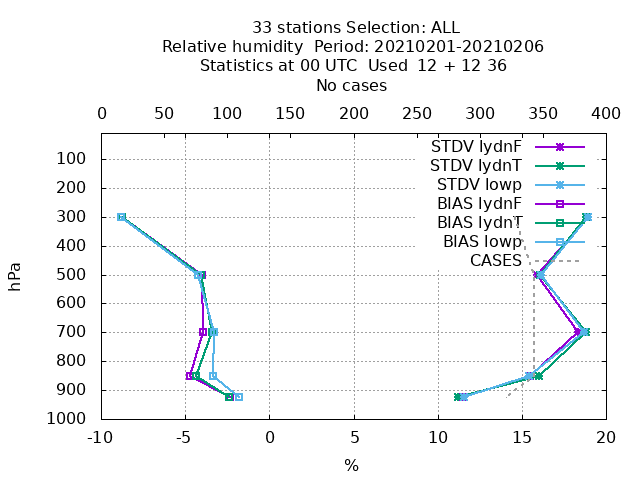 33 stations Selection: ALL
Relative humidity  Period: 20210201-20210206
Statistics at 00 UTC  Used  12 + 12 36
No cases
0 50 100 150 200 250 300 350 400
STDV lydnF
STDV lydnT
STDV lowp
BIAS lydnF
BIAS lydnT
BIAS lowp
CASES
100
200
300
400
500
600
700
800
900
1000
hPa
-10 -5 0 5 10 15 20
%